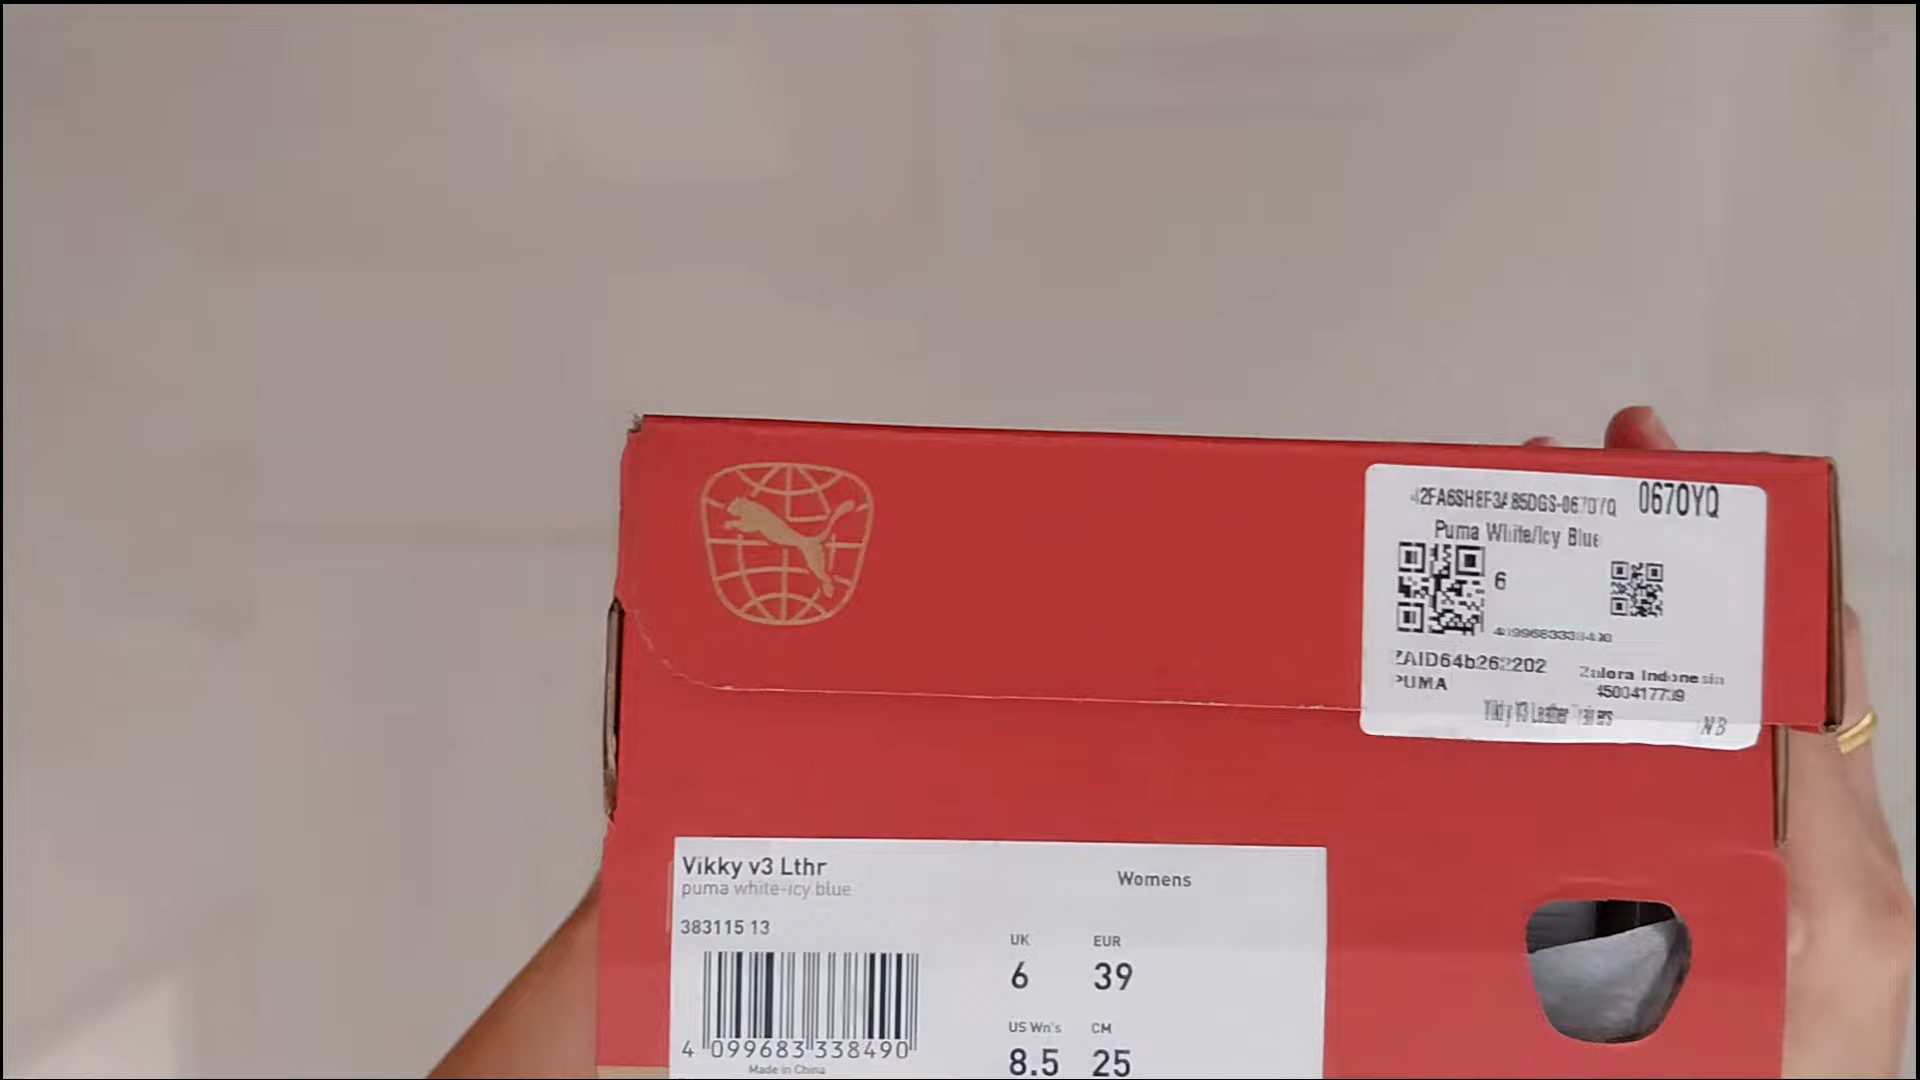 0670YQ
Puma White/Icy Blue
6
PUMA
Zalora Indonesia
NB
Vikky v3 Lthr
puma white-icy blue
Womens
383115 13
UK
EUR
6
39
US Wn's
CM
8.5
25
4 099683 338490
Made in China